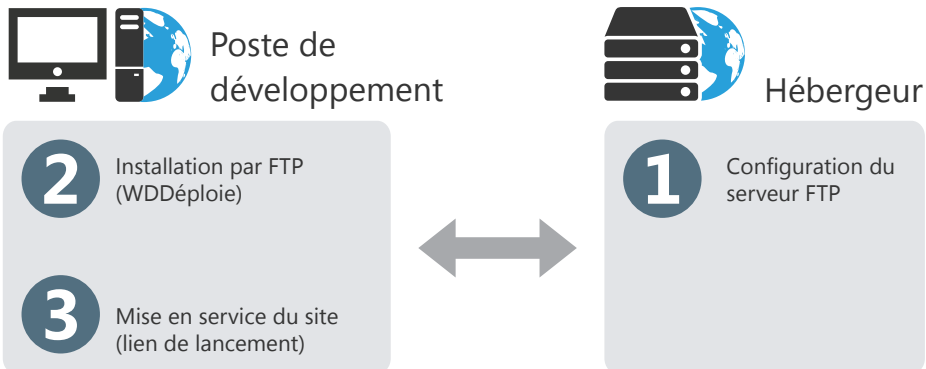 Poste de
développement
2
Installation par FTP
(WDDéploie)
3
Mise en service du site
(lien de lancement)
Hébergeur
1
Configuration du
serveur FTP